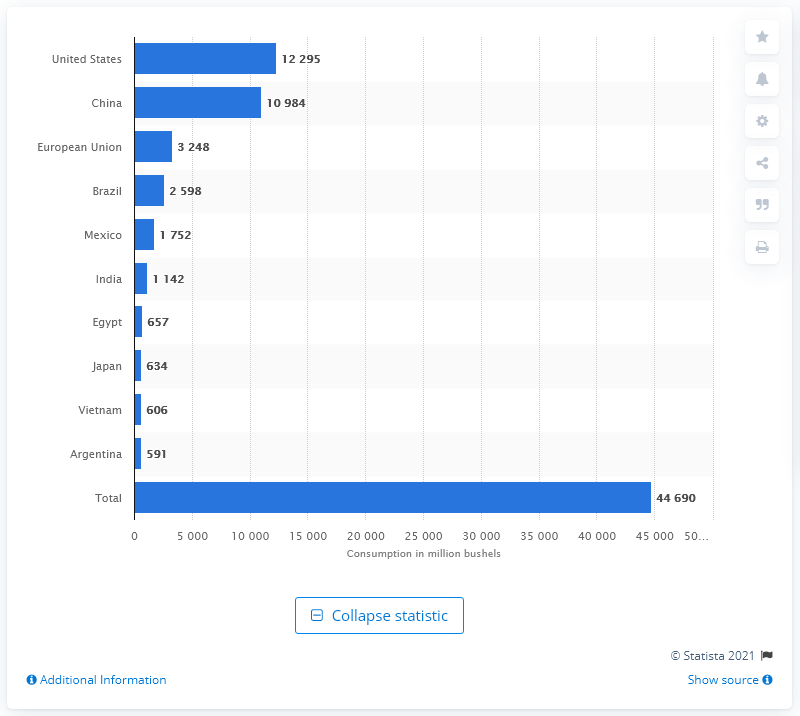 United States 12 295
China 10 984
European Union 3 248
Brazil 2 598
Mexico 1 752
India 1 142
Egypt 657
Japan 634
Vietnam 606
Argentina 591
Total 44 690
0 5 000 10 000 15 000 20 000 25 000 30 000 35 000 40 000 45 000 50...
Consumption in million bushels
Collapse statistic
© Statista 2021
Additional Information Show source